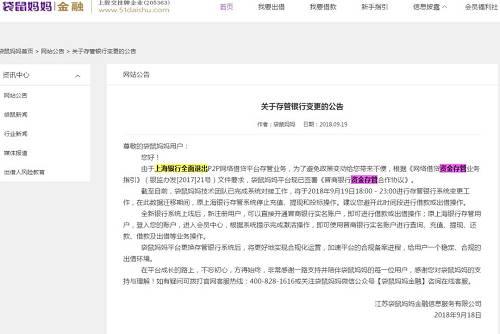 袋鼠妈妈金融 上股交挂牌企业(205363)
www.51daishu.com
首页 我要出借 我要借款 新手指引 信息披露 会员福利社
袋鼠妈妈首页 > 网站公告 > 关于存管银行变更的公告
资讯中心
网站公告
袋鼠新闻
行业新闻
媒体报道
出借人风险教育
网站公告
关于存管银行变更的公告
作者：袋鼠妈妈 日期：2018.09.19
尊敬的袋鼠妈妈用户：
您好！
由于上海银行全面退出P2P网络借贷平台存管业务，为了避免政策变动给您带来不便，根据《网络借贷资金存管业务
指引》（银监办发[2017]21号）文件要求，袋鼠妈妈平台现已签署《晋商银行资金存管合作协议》。
截至目前，袋鼠妈妈技术团队已完成系统对接工作，将于2018年9月19日18:00－23:00进行存管银行系统变更工
作，在此数据迁移期间，原上海银行存管系统停止充值、提现和投标操作。建议您避开此时间段进行借款或出借操作；
全新银行系统上线后，新注册用户，可以直接开通晋商银行实名账户，即可进行借款或出借操作；原上海银行存管用
户，登入您的账户，进入会员中心，根据系统提示完成激活操作，即可使用晋商银行实名账户进行查询、充值、提现、还
款、借款及出借等业务操作。
袋鼠妈妈平台更换存管银行系统后，将更好地实现合规化运营，加速平台的合规备案进程，给用户一个稳定、合规的
出借环境。
在平台成长的路上，不忘初心，方得始终，非常感谢一路支持并陪伴袋鼠妈妈的每一位用户，感谢您对袋鼠妈妈的支
持与理解！如有疑问可拨打官网客服热线：400-828-1616或关注袋鼠妈妈微信公众号【袋鼠妈妈金融】咨询在线客服。
江苏袋鼠妈妈金融信息服务有限公司
2018年9月18日